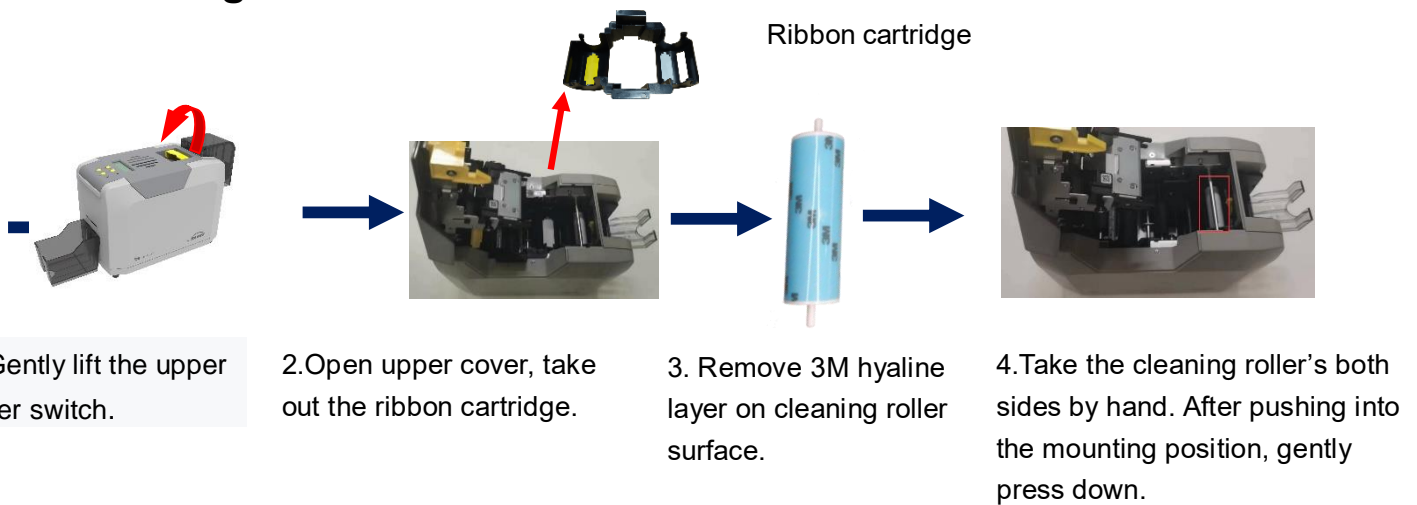 Ribbon cartridge
ently lift the upper
er switch.
2.Open upper cover, take
out the ribbon cartridge.
3. Remove 3M hyaline
layer on cleaning roller
surface.
4.Take the cleaning roller’s both
sides by hand. After pushing into
the mounting position, gently
press down.